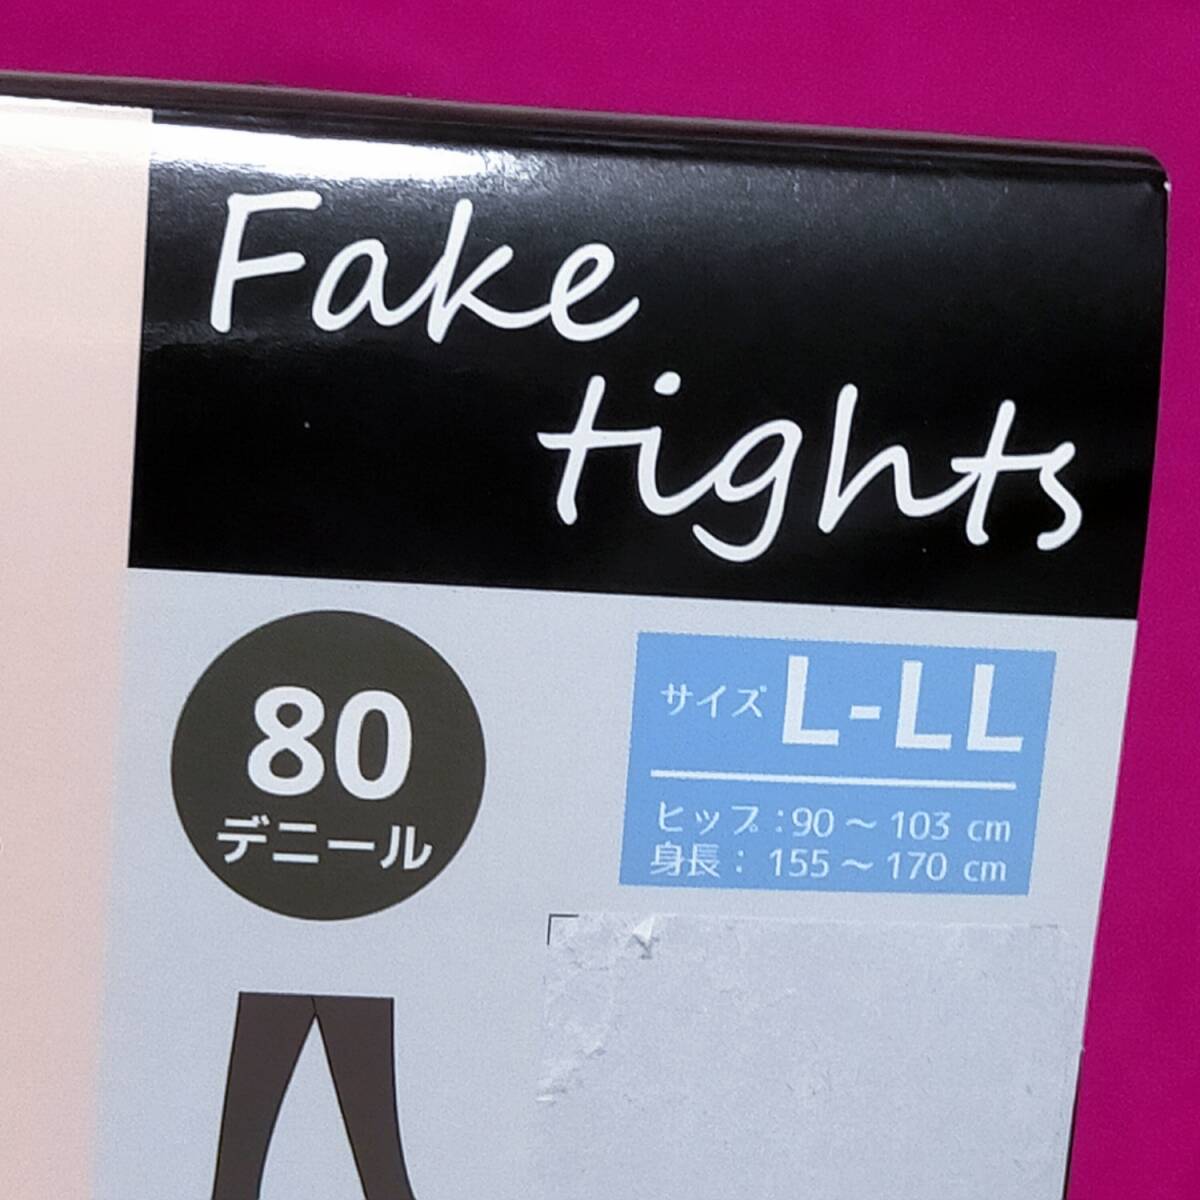 Fake
tights
80
デニール
サイズ L-LL
ヒップ：90～103 cm
身長：155～170 cm